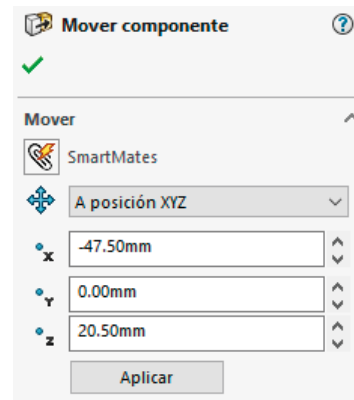 Mover componente
Mover
SmartMates
A posición XYZ
X -47.50mm
Y 0.00mm
Z 20.50mm
Aplicar